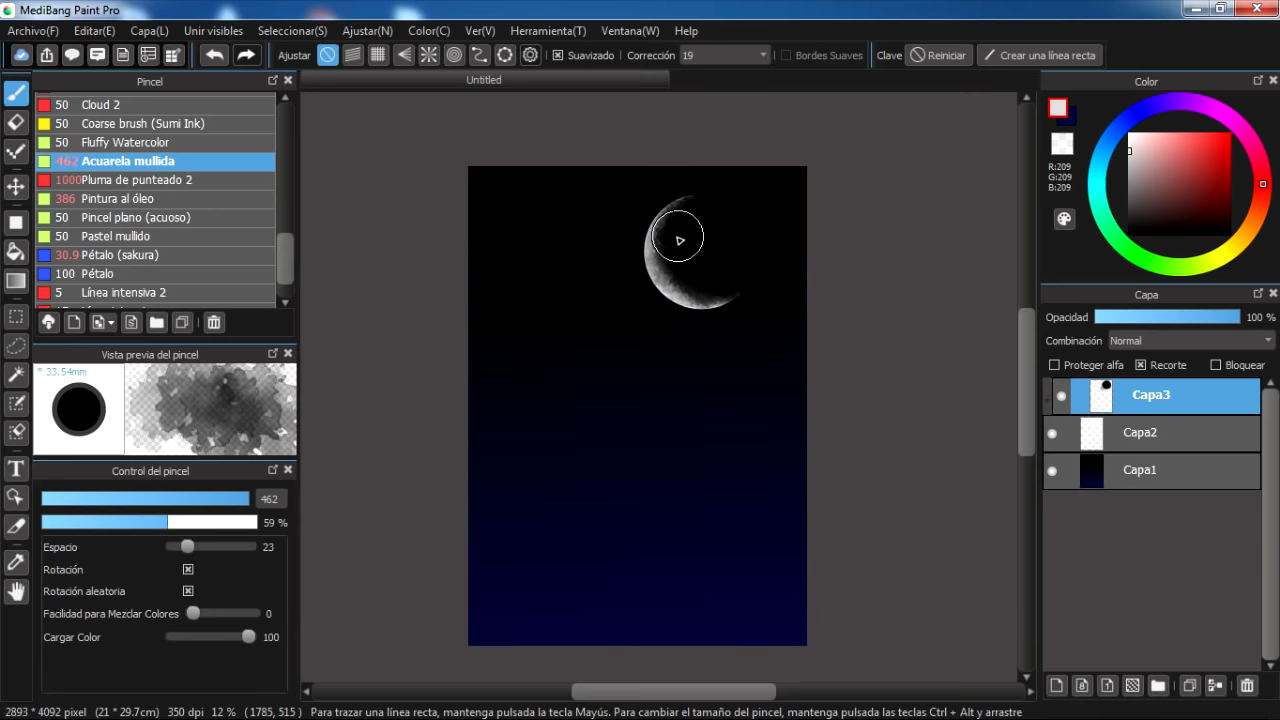 MediBang Paint Pro
Archivo(F) Editar(E) Capa(L) Unir visibles Seleccionar(S) Ajustar(N) Color(C) Ver(V) Herramienta(T) Ventana(W) Help
Ajustar Suavizado Corrección 19 Bordes Suaves Clave Reiniciar Crear una línea recta
Pincel
Untitled
50 Cloud 2
50 Coarse brush (Sumi Ink)
50 Fluffy Watercolor
462 Acuarela mullida
1000 Pluma de punteado 2
386 Pintura al óleo
50 Pincel plano (acuoso)
50 Pastel mullido
30.9 Pétalo (sakura)
100 Pétalo
5 Línea intensiva 2
Vista previa del pincel
* 33.54mm
Control del pincel
462
59 %
Espacio 23
Rotación
Rotación aleatoria
Facilidad para Mezclar Colores 0
Cargar Color 100
Color
R:209
G:209
B:209
Capa
Opacidad 100 %
Combinación Normal
Proteger alfa Recorte Bloquear
Capa3
Capa2
Capa1
2893 * 4092 pixel (21 * 29.7cm) 350 dpi 12 % (1785, 515 ) Para trazar una línea recta, mantenga pulsada la tecla Mayús. Para cambiar el tamaño del pincel, mantenga pulsadas las teclas Ctrl + Alt y arrastre